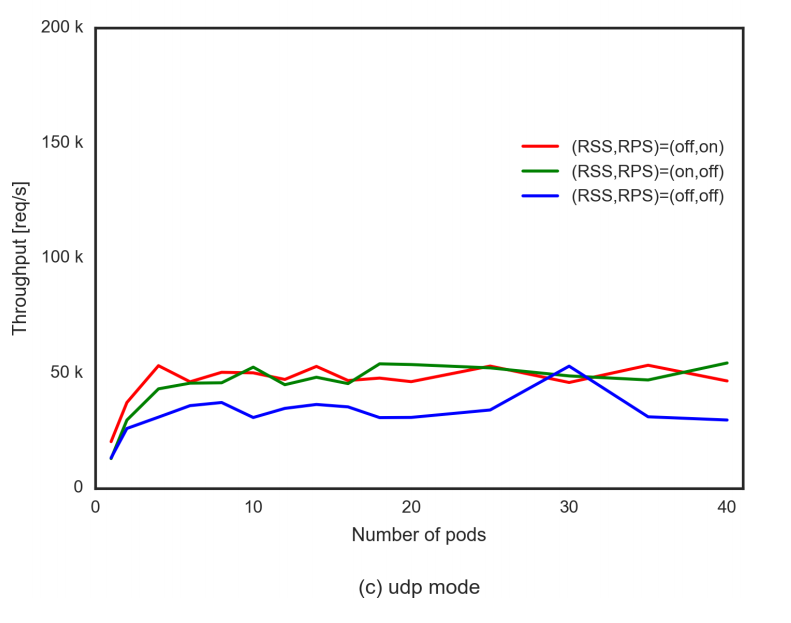 200 k
150 k
100 k
50 k
0
Throughput [req/s]
(RSS,RPS)=(off,on)
(RSS,RPS)=(on,off)
(RSS,RPS)=(off,off)
0 10 20 30 40
Number of pods
(c) udp mode